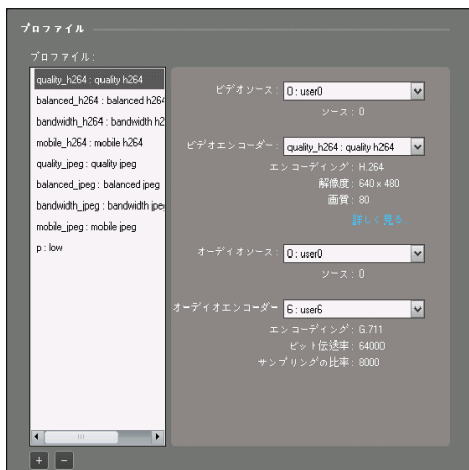 プロファイル
プロファイル:
quality_h264 : quality h264
balanced_h264 : balanced h264
bandwidth_h264 : bandwidth h2
mobile_h264 : mobile h264
quality_jpeg : quality jpeg
balanced_jpeg : balanced jpeg
bandwidth_jpeg : bandwidth jpe
mobile_jpeg : mobile jpeg
p : low
ビデオソース: 0 : user0
ソース: 0
ビデオエンコーダー: quality_h264 : quality h264
エンコーディング: H.264
解像度: 640 x 480
画質: 80
詳しく見る...
オーディオソース: 0 : user0
ソース: 0
オーディオエンコーダー 6 : user6
エンコーディング: G.711
ビット伝送率: 64000
サンプリングの比率: 8000
+ -